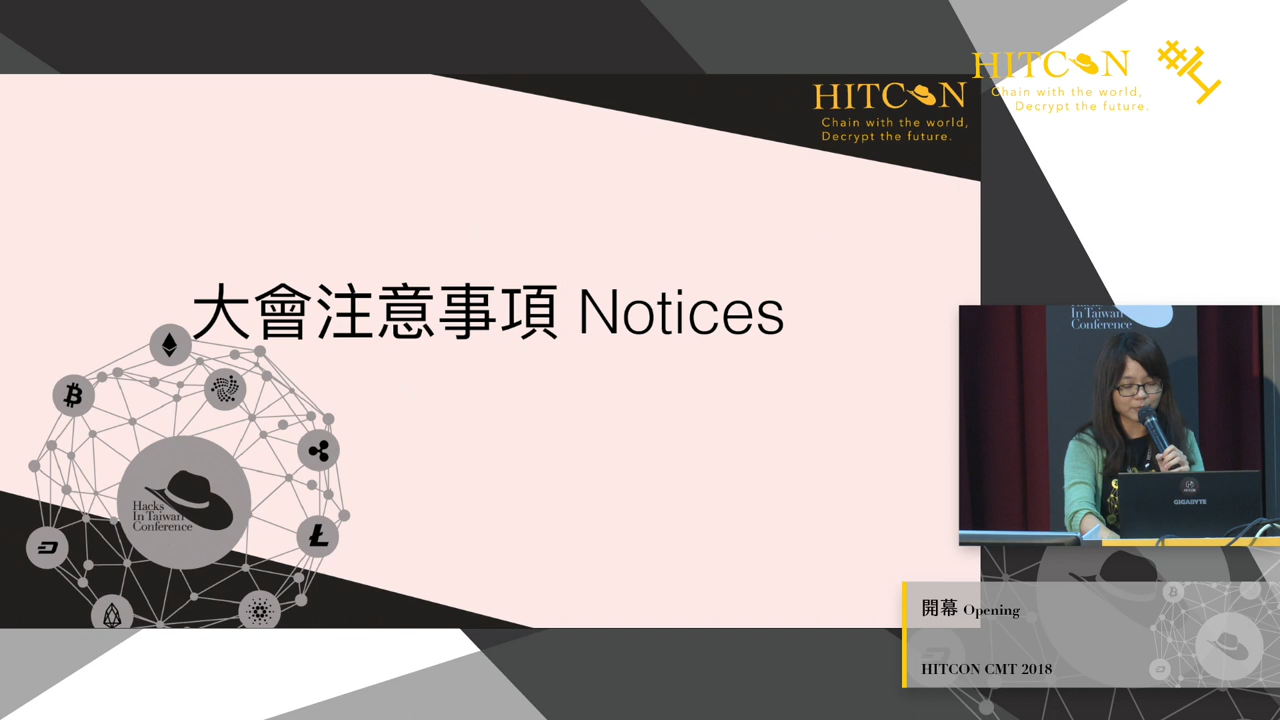 HITCON
Chain with the world,
Decrypt the future.
#14
HITCON
Chain with the world,
Decrypt the future.
大會注意事項 Notices
Hacks
In Taiwan
Conference
In Taiwan
Conference
GIGABYTE
開幕 Opening
HITCON CMT 2018